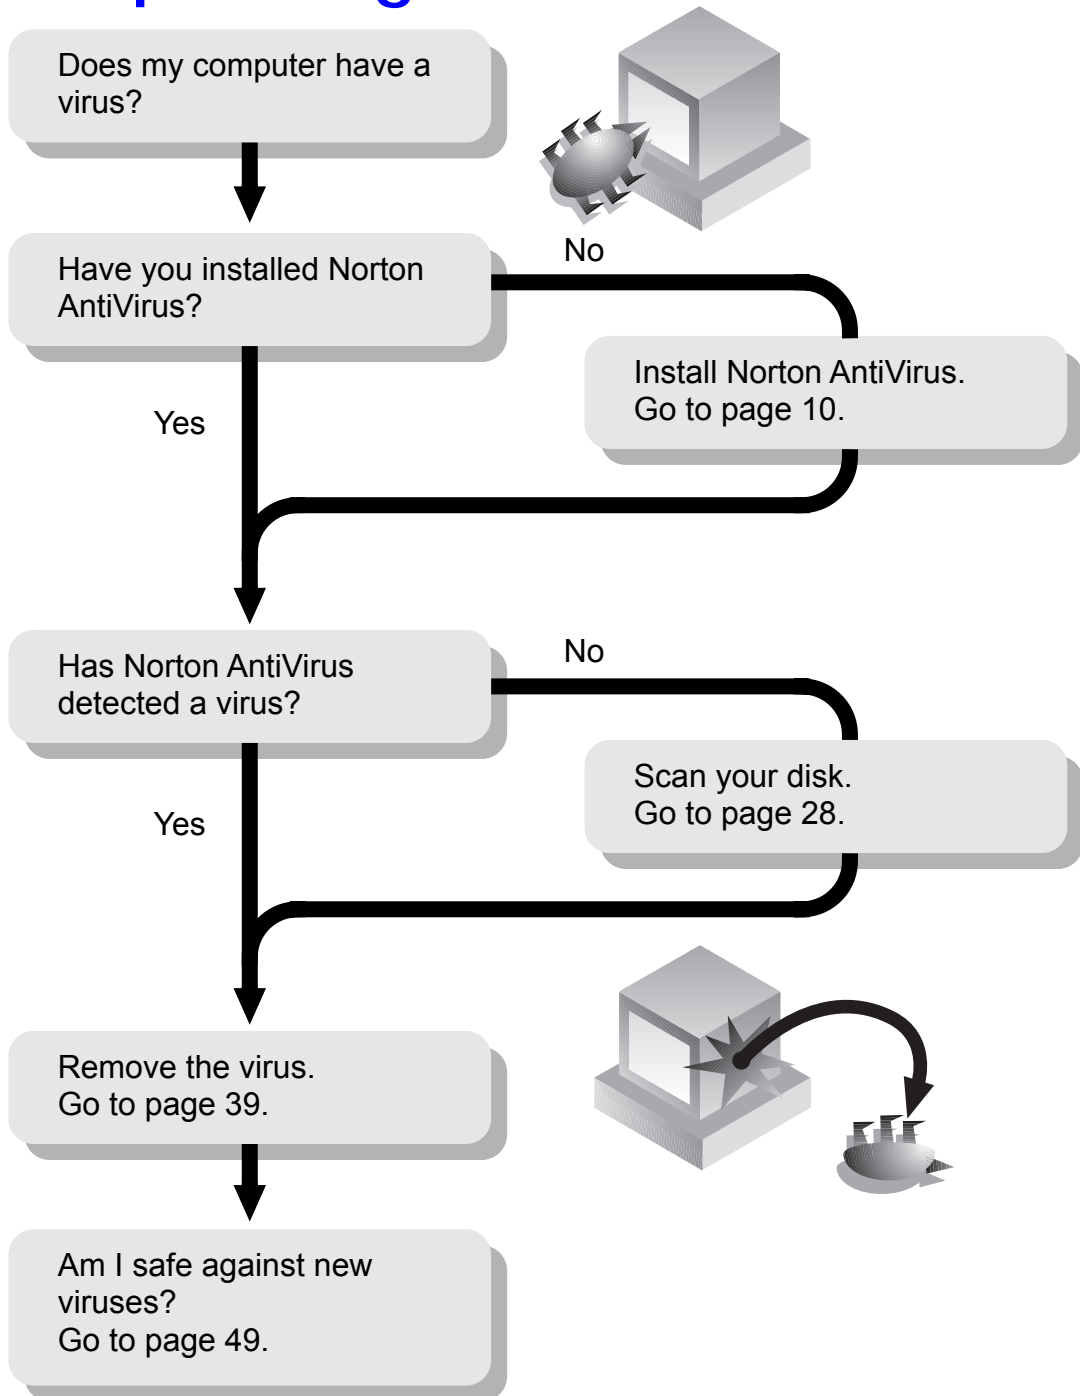 Does my computer have a
virus?
No
Have you installed Norton
AntiVirus?
Install Norton AntiVirus.
Go to page 10.
Yes
No
Has Norton AntiVirus
detected a virus?
Scan your disk.
Go to page 28.
Yes
Remove the virus.
Go to page 39.
Am I safe against new
viruses?
Go to page 49.